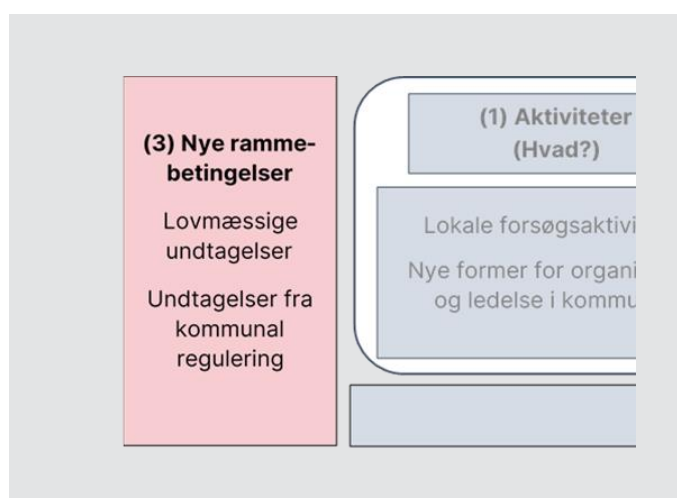 (3) Nye ramme-
betingelser
Lovmæssige
undtagelser
Undtagelser fra
kommunal
regulering
(1) Aktiviteter
(Hvad?)
Lokale forsøgsaktivi
Nye former for organi
og ledelse i kommu